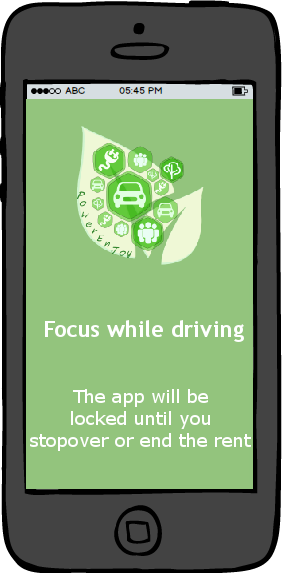 ABC 05:45 PM
PowerEnJoy
Focus while driving
The app will be
locked until you
stopover or end the rent